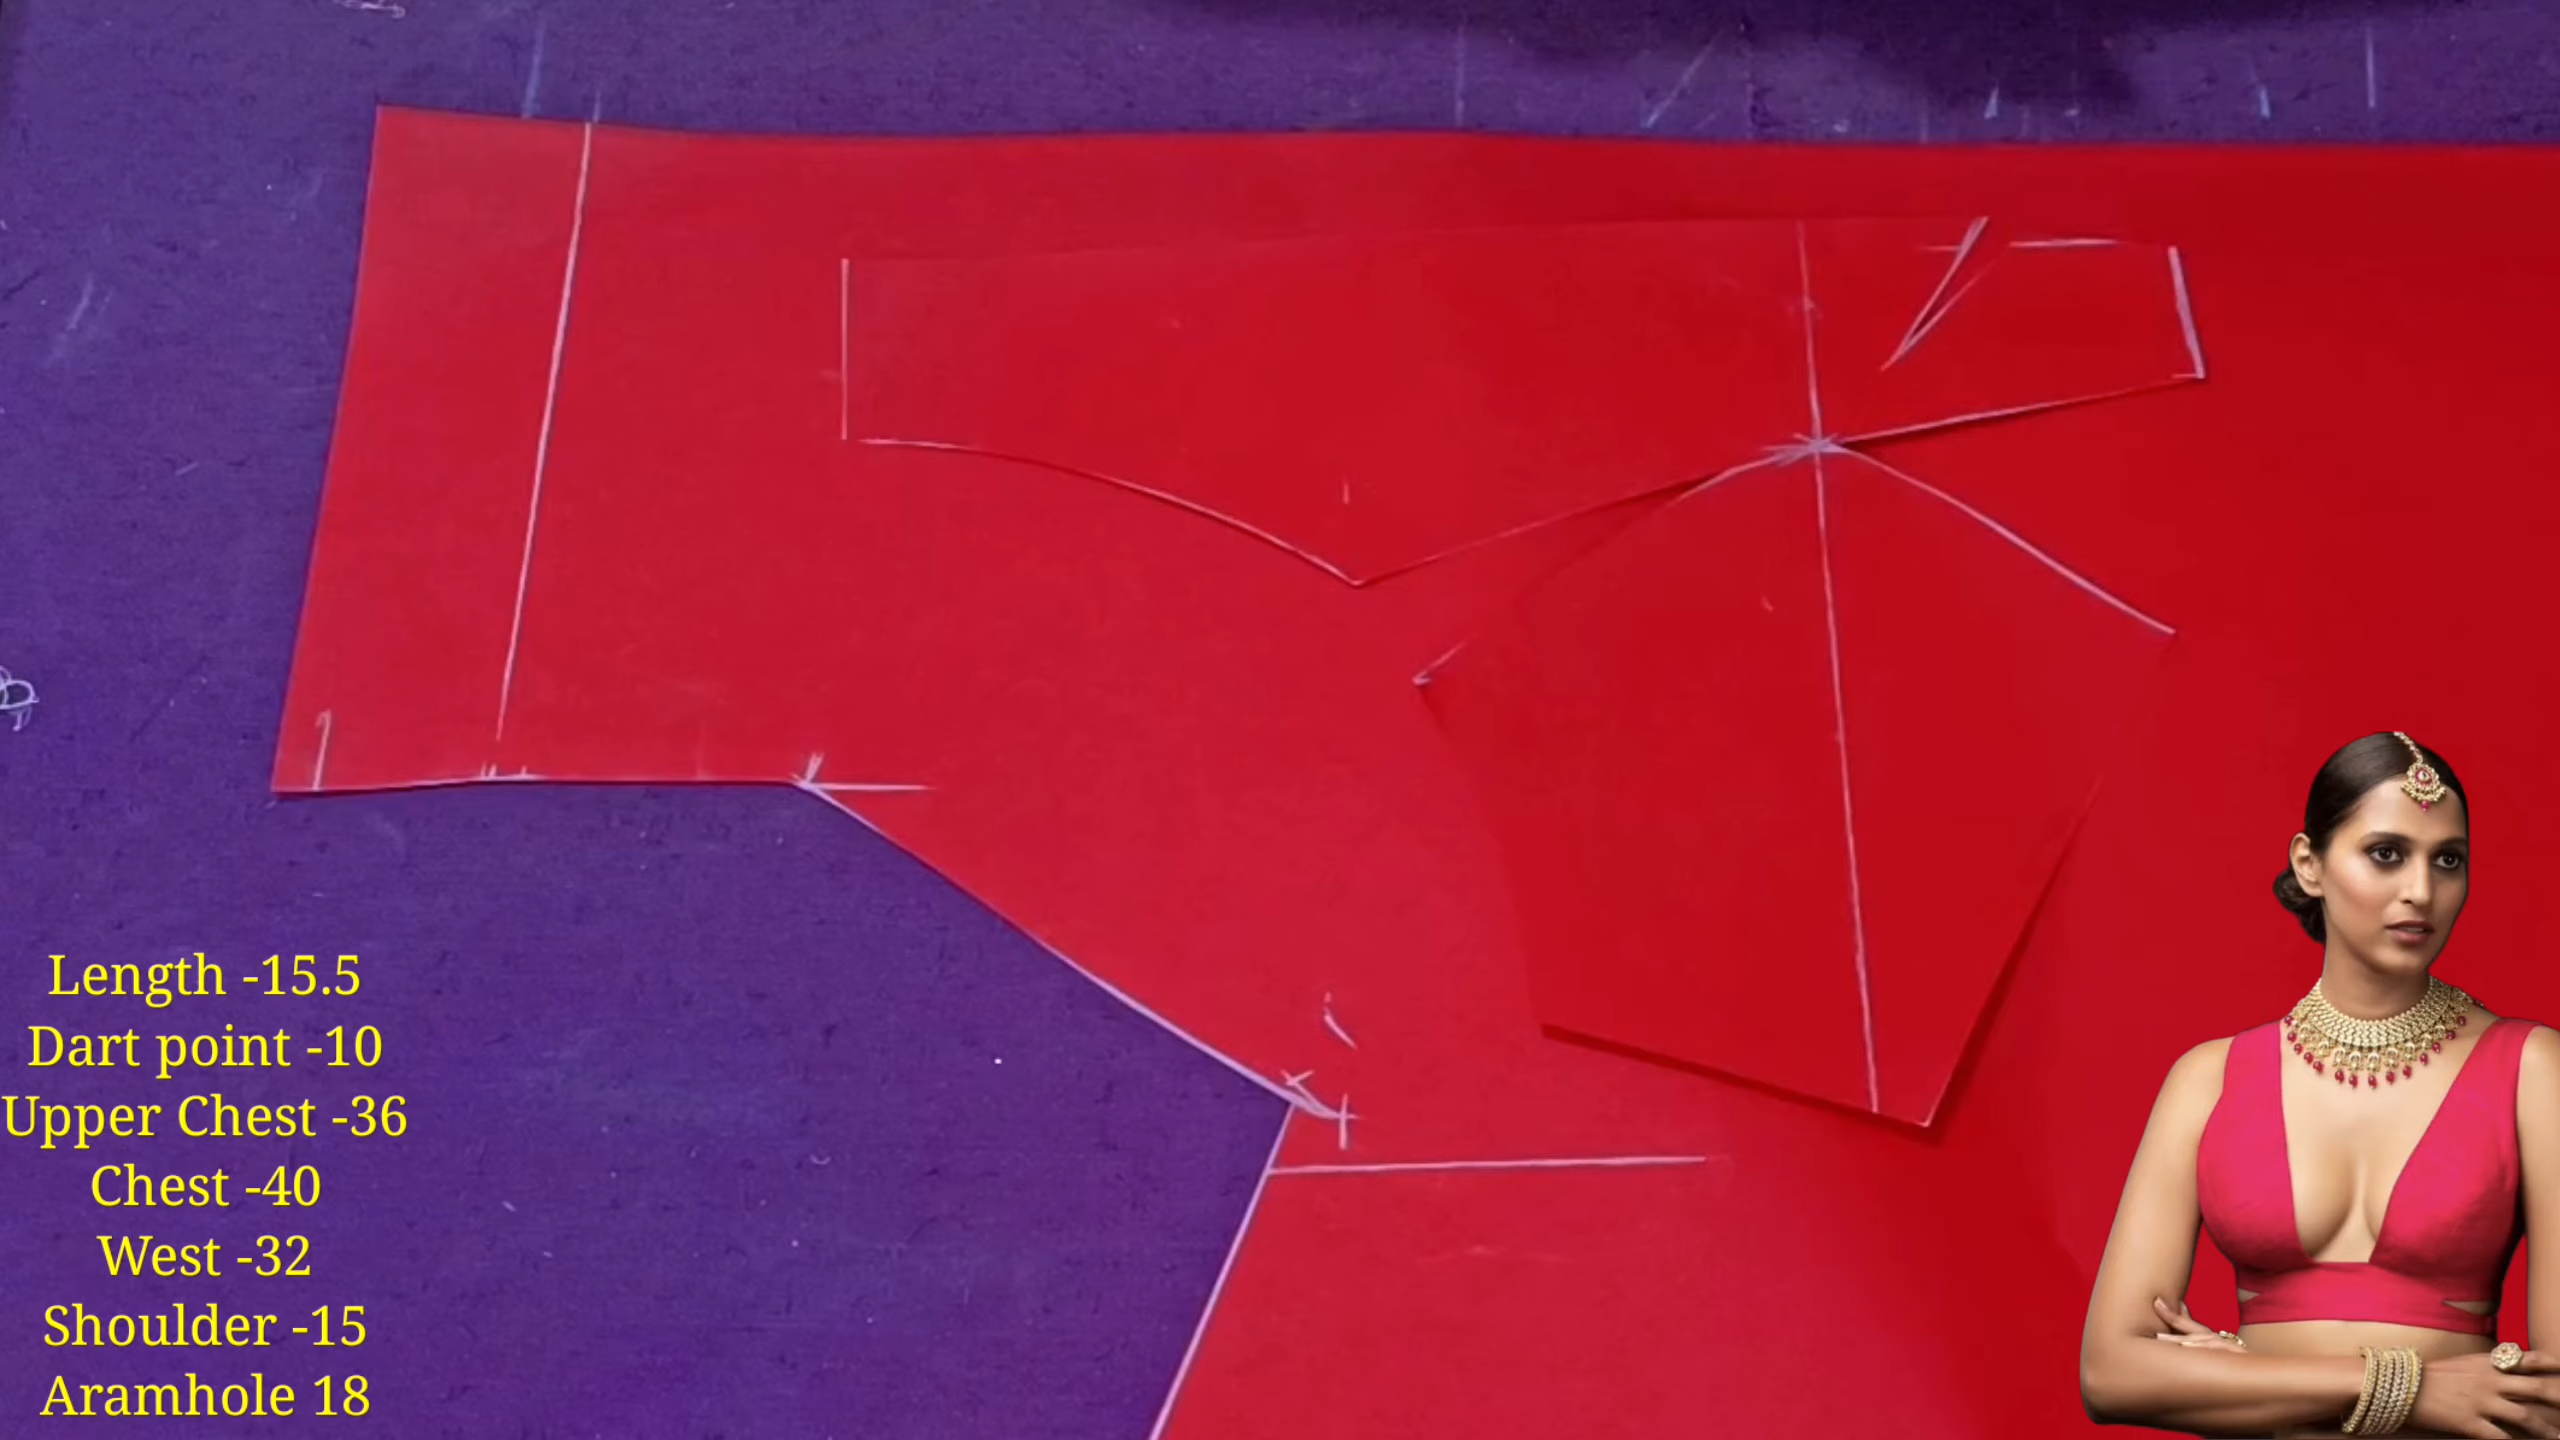 Length -15.5
Dart point -10
Upper Chest -36
Chest -40
West -32
Shoulder -15
Aramhole 18